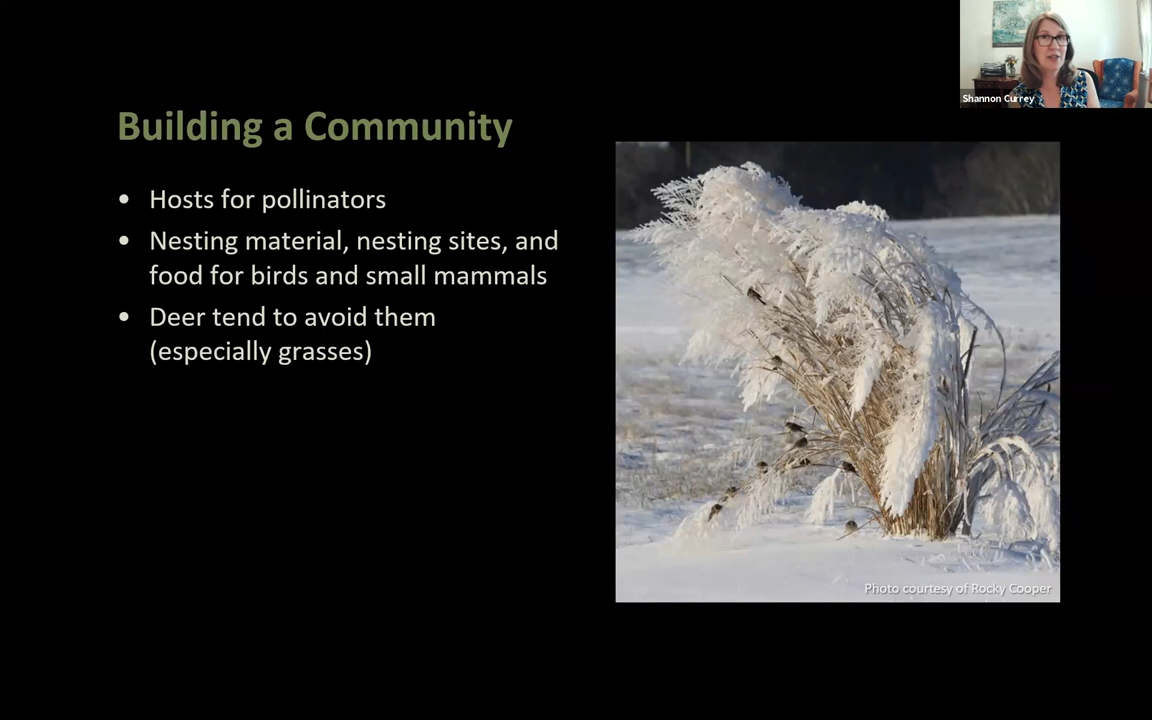 Shannon Currey
Building a Community
• Hosts for pollinators
• Nesting material, nesting sites, and
food for birds and small mammals
• Deer tend to avoid them
(especially grasses)
Photo courtesy of Rocky Cooper